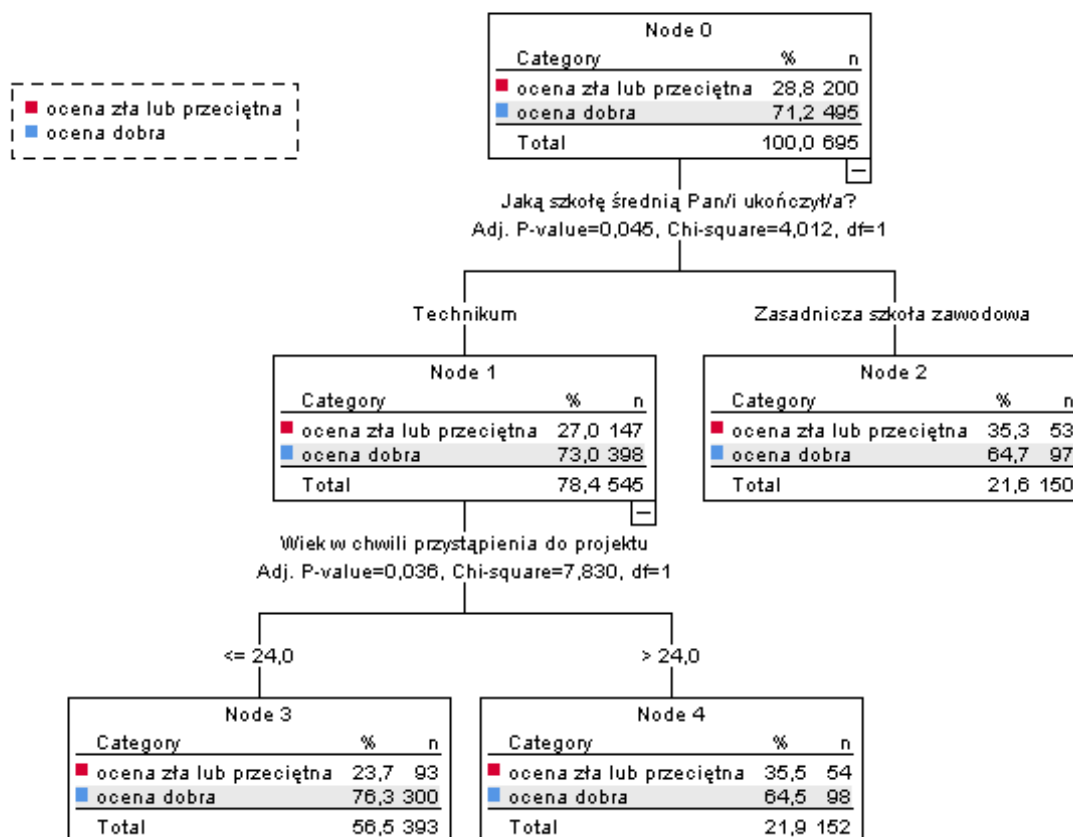 ocena zła lub przeciętna
ocena dobra
Node 0
Category % n
ocena zła lub przeciętna 28,8 200
ocena dobra 71,2 495
Total 100,0 695
Jaką szkołę średnią Pan/i ukończył/a?
Adj. P-value=0,045, Chi-square=4,012, df=1
Technikum
Zasadnicza szkoła zawodowa
Node 1
Category % n
ocena zła lub przeciętna 27,0 147
ocena dobra 73,0 398
Total 78,4 545
Node 2
Category % n
ocena zła lub przeciętna 35,3 53
ocena dobra 64,7 97
Total 21,6 150
Wiek w chwili przystąpienia do projektu
Adj. P-value=0,036, Chi-square=7,830, df=1
<= 24,0
> 24,0
Node 3
Category % n
ocena zła lub przeciętna 23,7 93
ocena dobra 76,3 300
Total 56,5 393
Node 4
Category % n
ocena zła lub przeciętna 35,5 54
ocena dobra 64,5 98
Total 21,9 152